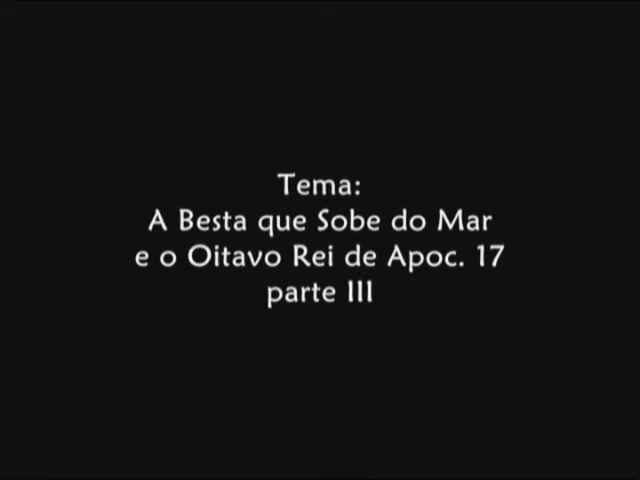 Tema:
A Besta que Sobe do Mar
e o Oitavo Rei de Apoc. 17
parte III